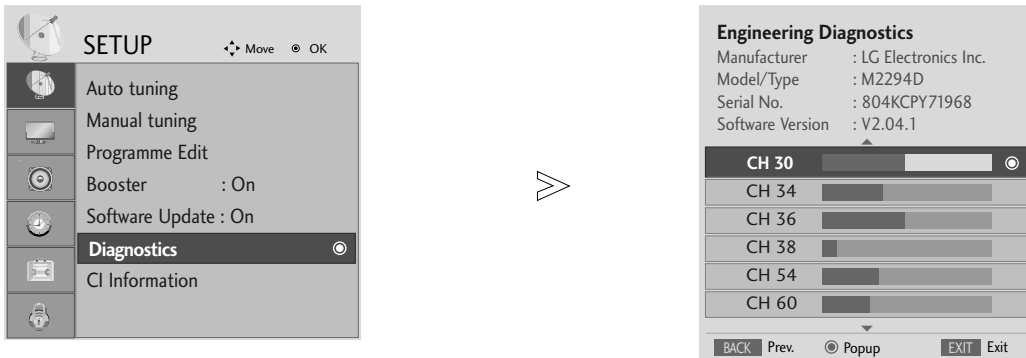 SETUP
Move OK
Auto tuning
Manual tuning
Programme Edit
Booster : On
Software Update : On
Diagnostics
CI Information
Engineering Diagnostics
Manufacturer : LG Electronics Inc.
Model/Type : M2294D
Serial No. : 804KCPY71968
Software Version : V2.04.1
CH 30
CH 34
CH 36
CH 38
CH 54
CH 60
BACK Prev. Popup EXIT Exit